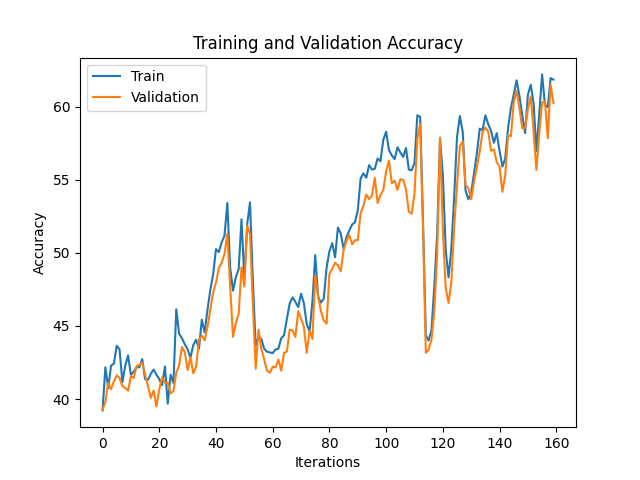 Training and Validation Accuracy
Train
Validation
60
55
50
45
40
Accuracy
0 20 40 60 80 100 120 140 160
Iterations